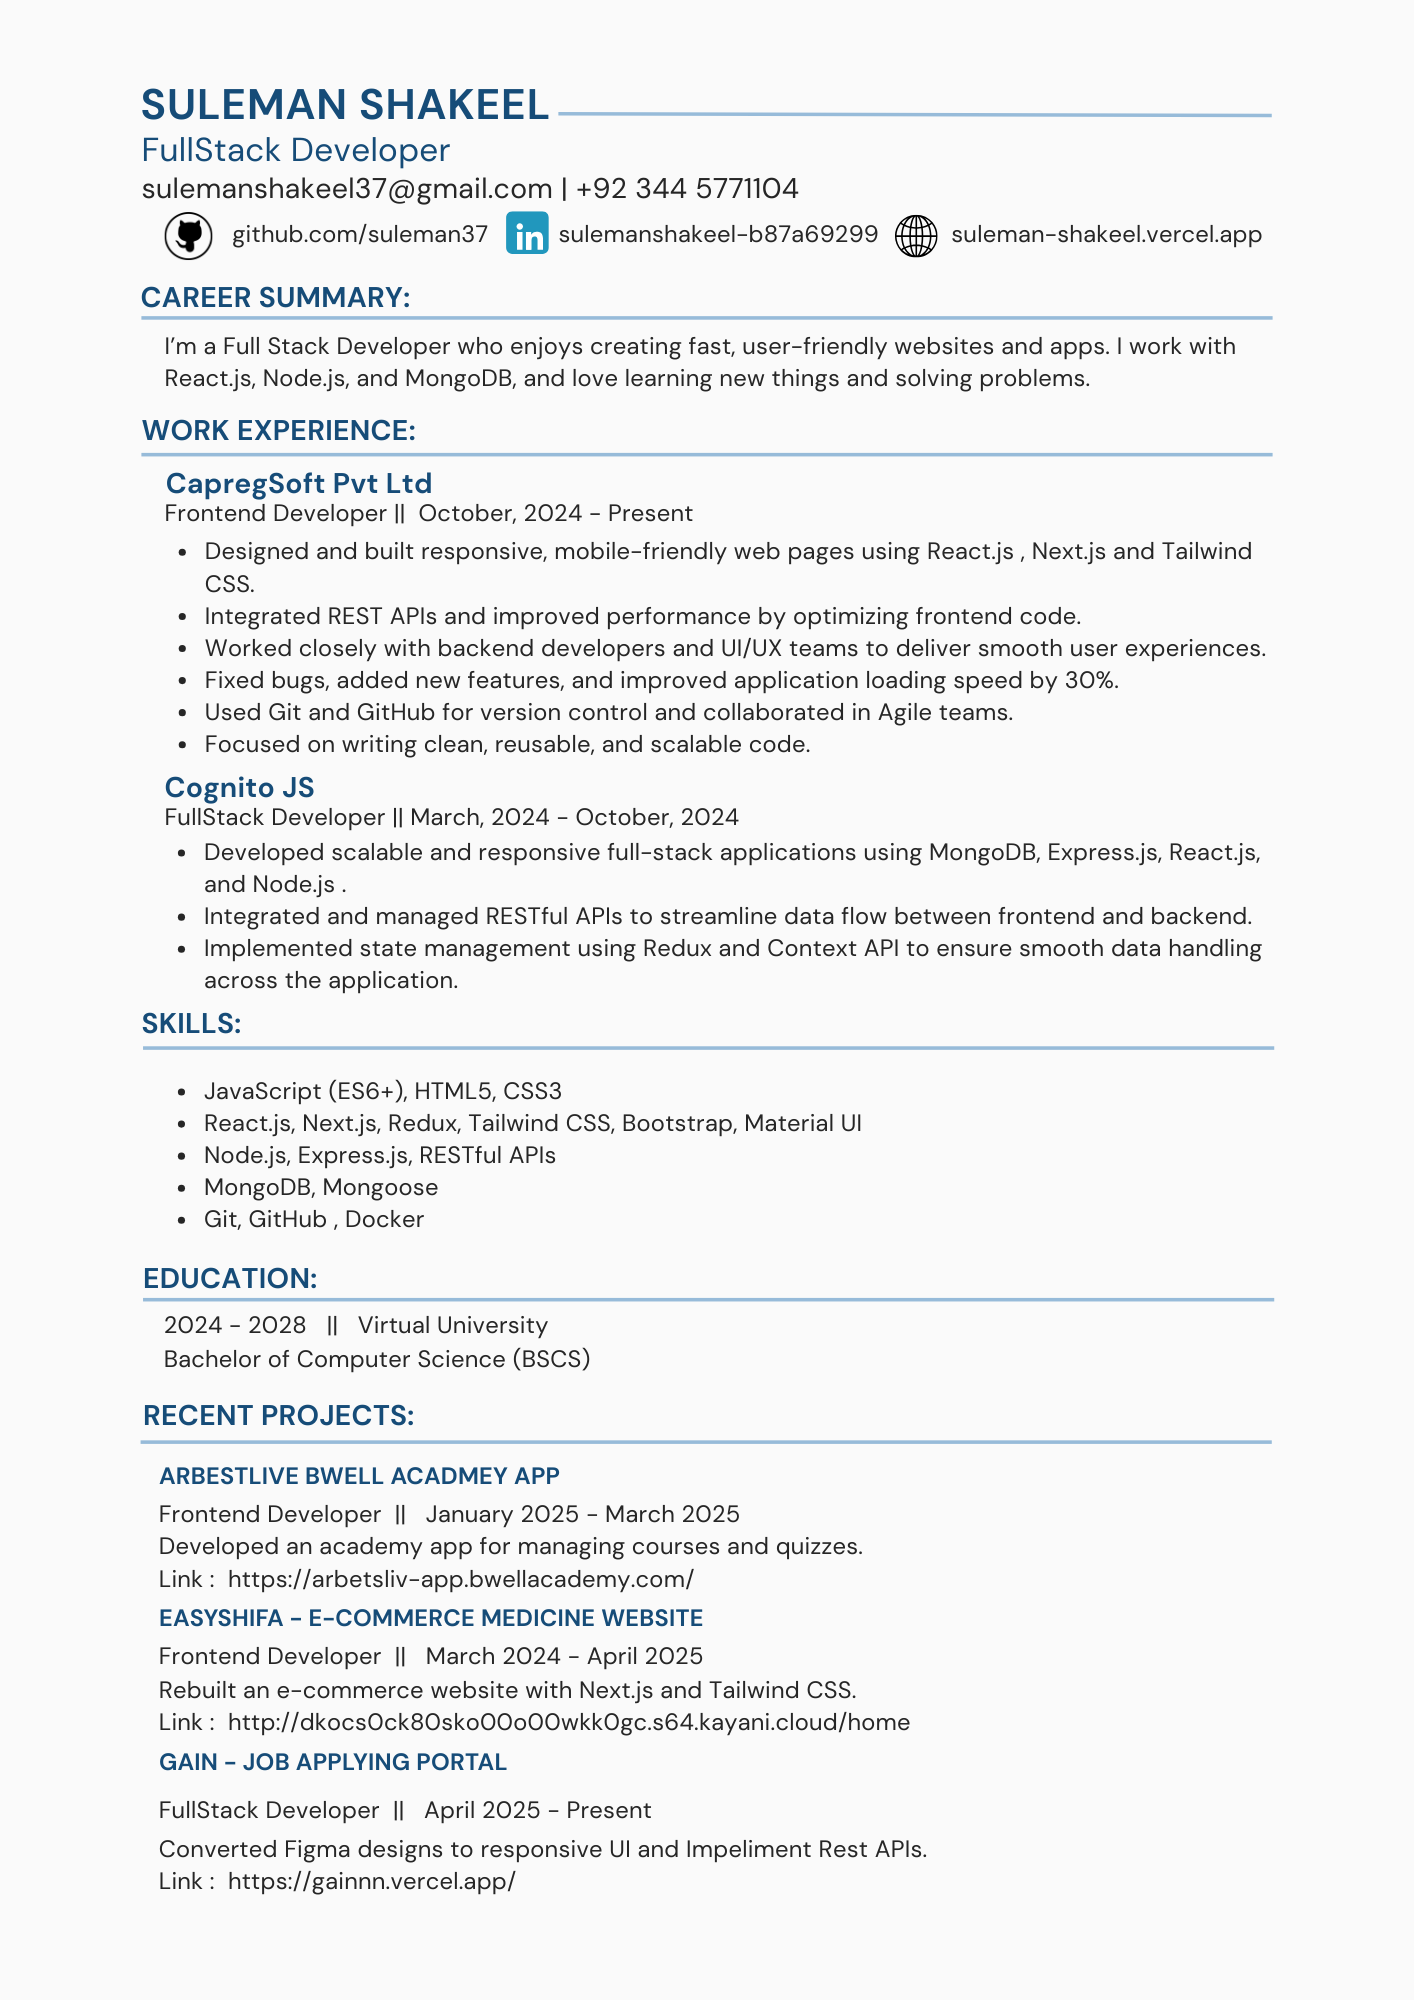 SULEMAN SHAKEEL
FullStack Developer
sulemanshakeel37@gmail.com | +92 344 5771104
github.com/suleman37 in sulemanshakeel-b87a69299 suleman-shakeel.vercel.app
CAREER SUMMARY:
I’m a Full Stack Developer who enjoys creating fast, user-friendly websites and apps. I work with
React.js, Node.js, and MongoDB, and love learning new things and solving problems.
WORK EXPERIENCE:
CapregSoft Pvt Ltd
Frontend Developer || October, 2024 - Present
• Designed and built responsive, mobile-friendly web pages using React.js , Next.js and Tailwind
CSS.
• Integrated REST APIs and improved performance by optimizing frontend code.
• Worked closely with backend developers and UI/UX teams to deliver smooth user experiences.
• Fixed bugs, added new features, and improved application loading speed by 30%.
• Used Git and GitHub for version control and collaborated in Agile teams.
• Focused on writing clean, reusable, and scalable code.
Cognito JS
FullStack Developer || March, 2024 - October, 2024
• Developed scalable and responsive full-stack applications using MongoDB, Express.js, React.js,
and Node.js .
• Integrated and managed RESTful APIs to streamline data flow between frontend and backend.
• Implemented state management using Redux and Context API to ensure smooth data handling
across the application.
SKILLS:
• JavaScript (ES6+), HTML5, CSS3
• React.js, Next.js, Redux, Tailwind CSS, Bootstrap, Material UI
• Node.js, Express.js, RESTful APIs
• MongoDB, Mongoose
• Git, GitHub , Docker
EDUCATION:
2024 - 2028 || Virtual University
Bachelor of Computer Science (BSCS)
RECENT PROJECTS:
ARBESTLIVE BWELL ACADMEY APP
Frontend Developer || January 2025 - March 2025
Developed an academy app for managing courses and quizzes.
Link : https://arbetsliv-app.bwellacademy.com/
EASYSHIFA - E-COMMERCE MEDICINE WEBSITE
Frontend Developer || March 2024 - April 2025
Rebuilt an e-commerce website with Next.js and Tailwind CSS.
Link : http://dkocs0ck80sko00o00wkk0gc.s64.kayani.cloud/home
GAIN - JOB APPLYING PORTAL
FullStack Developer || April 2025 - Present
Converted Figma designs to responsive UI and Impeliment Rest APIs.
Link : https://gainnn.vercel.app/